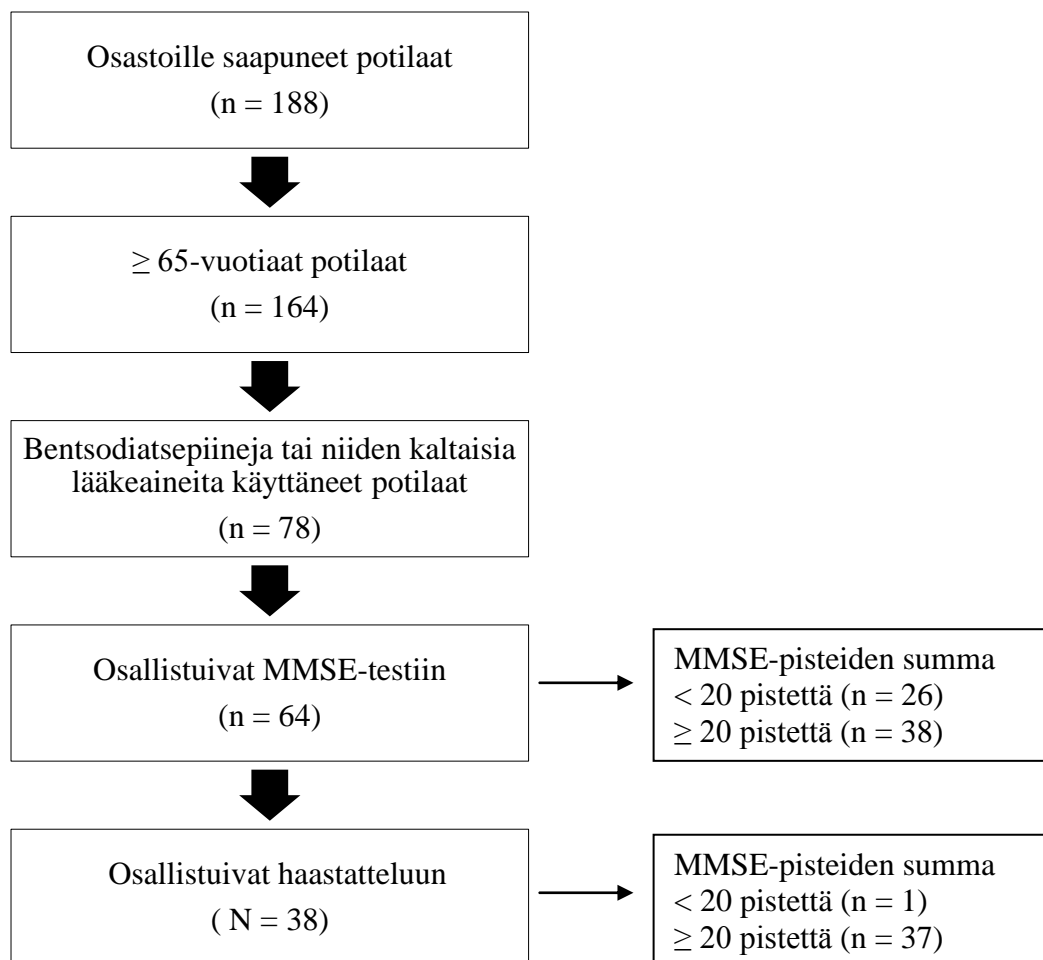 Osastoille saapuneet potilaat
(n = 188)
≥ 65-vuotiaat potilaat
(n = 164)
Bentsodiatsepiineja tai niiden kaltaisia
lääkeaineita käyttäneet potilaat
(n = 78)
Osallistuivat MMSE-testiin
(n = 64)
MMSE-pisteiden summa
< 20 pistettä (n = 26)
≥ 20 pistettä (n = 38)
Osallistuivat haastatteluun
( N = 38)
MMSE-pisteiden summa
< 20 pistettä (n = 1)
≥ 20 pistettä (n = 37)